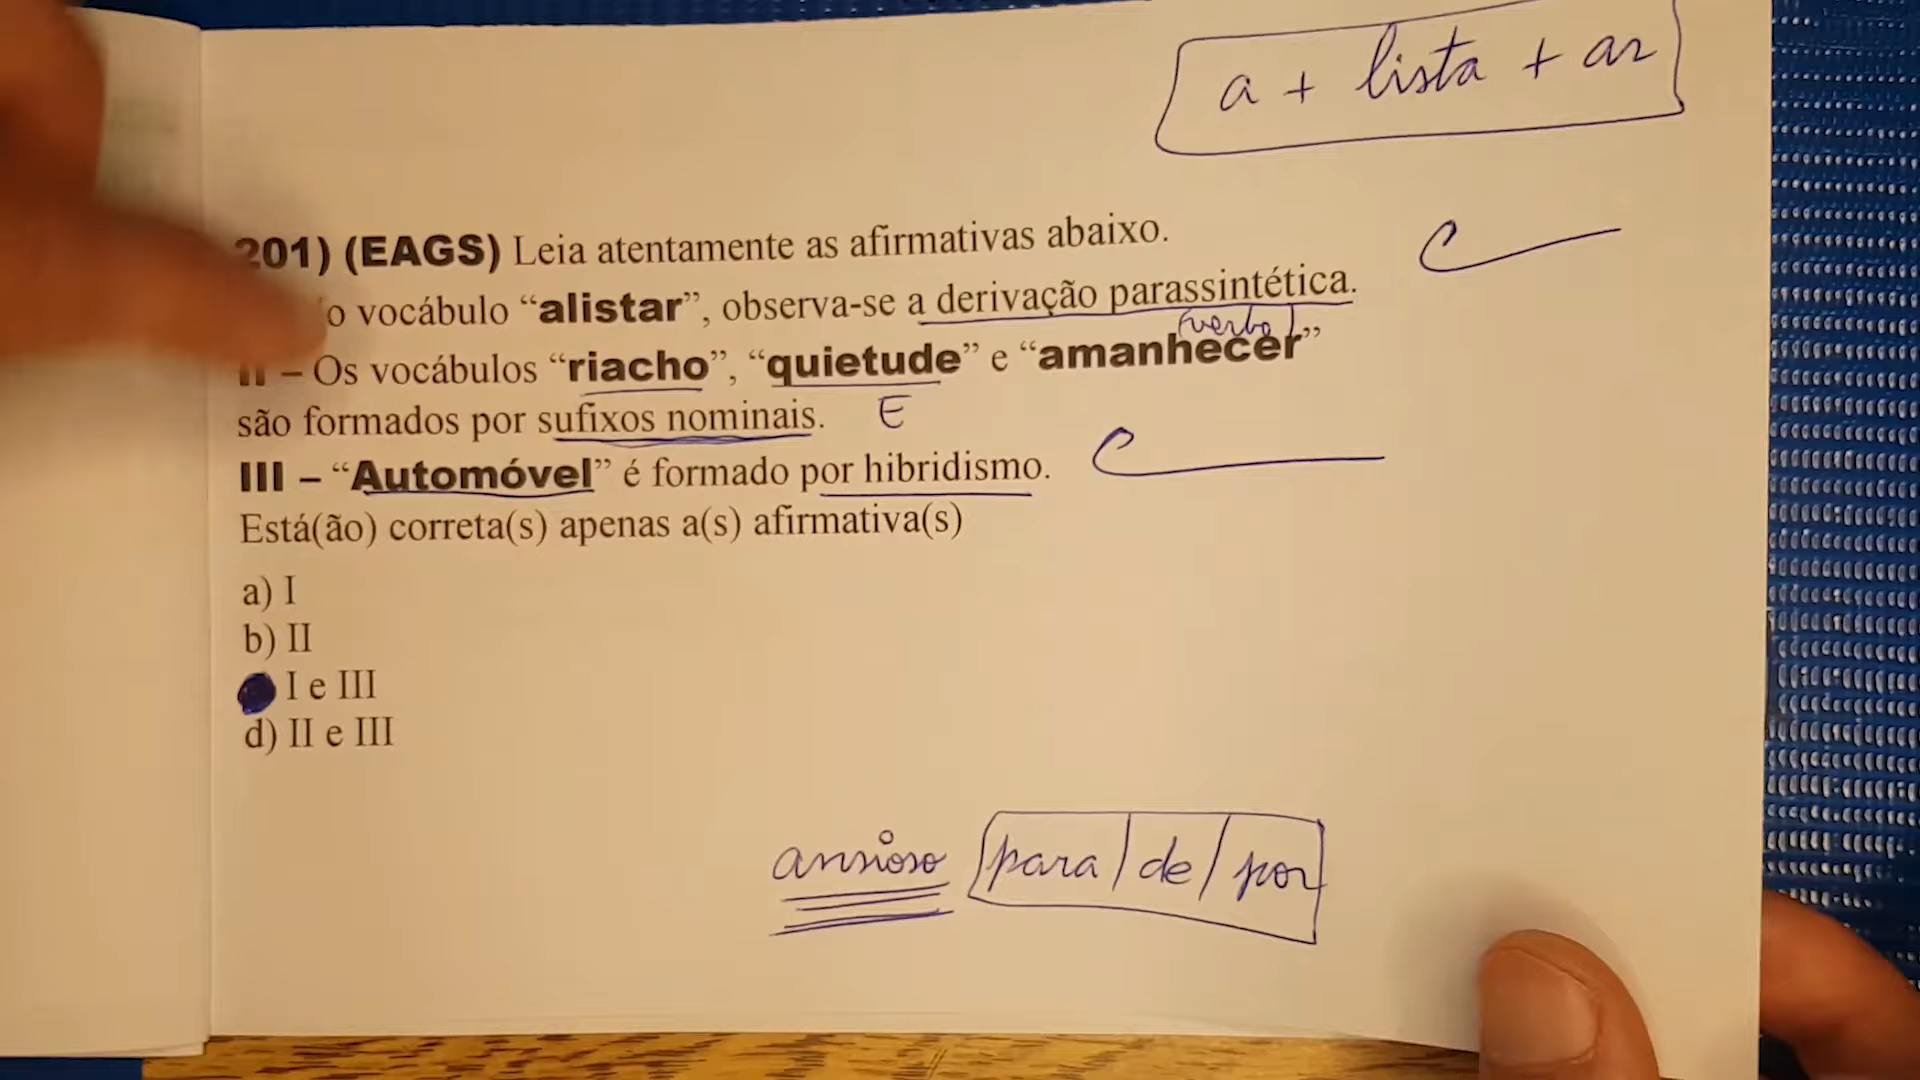 a + lista + ar
201) (EAGS) Leia atentamente as afirmativas abaixo.
C
o vocábulo “alistar”, observa-se a derivação parassintética.
(verbo)
II – Os vocábulos “riacho”, “quietude” e “amanhecer”
são formados por sufixos nominais. E
III – “Automóvel” é formado por hibridismo. C
Está(ão) correta(s) apenas a(s) afirmativa(s)
a) I
b) II
I e III
d) II e III
ansioso para / de / por